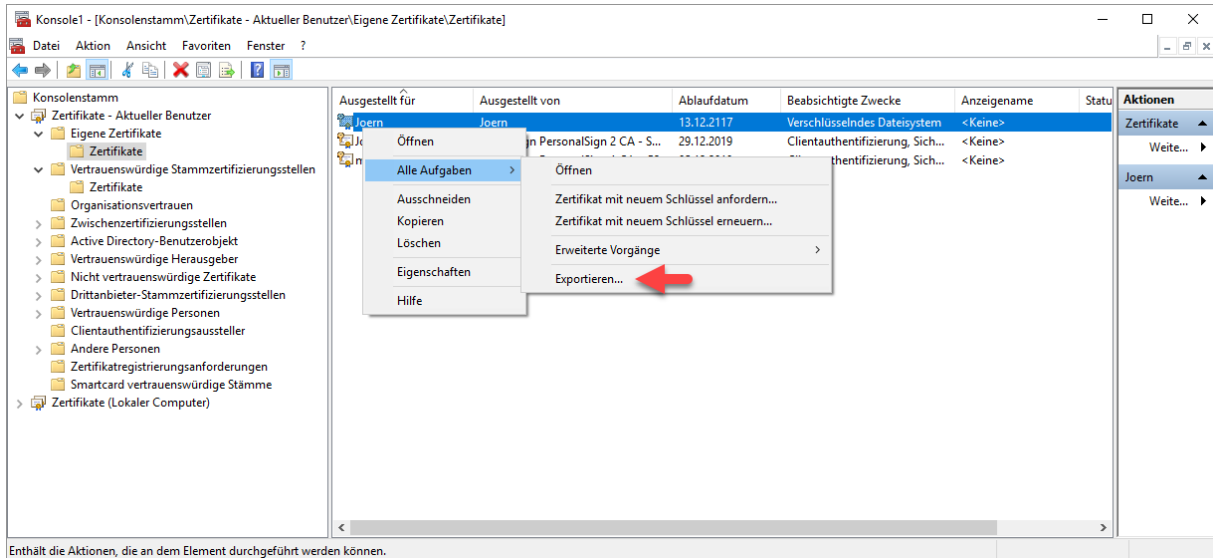 Konsole1 - [Konsolenstamm\Zertifikate - Aktueller Benutzer\Eigene Zertifikate\Zertifikate]
Datei Aktion Ansicht Favoriten Fenster ?
Konsolenstamm
Zertifikate - Aktueller Benutzer
Eigene Zertifikate
Zertifikate
Vertrauenswürdige Stammzertifizierungsstellen
Zertifikate
Organisationsvertrauen
Zwischenzertifizierungsstellen
Active Directory-Benutzerobjekt
Vertrauenswürdige Herausgeber
Nicht vertrauenswürdige Zertifikate
Drittanbieter-Stammzertifizierungsstellen
Vertrauenswürdige Personen
Clientauthentifizierungsaussteller
Andere Personen
Zertifikatregistrierungsanforderungen
Smartcard vertrauenswürdige Stämme
Zertifikate (Lokaler Computer)
Ausgestellt für Ausgestellt von Ablaufdatum Beabsichtigte Zwecke Anzeigename Statu
Joern Joern 13.12.2117 Verschlüsselndes Dateisystem <Keine>
PersonalSign 2 CA - S... 29.12.2019 Clientauthentifizierung, Sich... <Keine>
Sich... <Keine>
Öffnen
Alle Aufgaben
Ausschneiden
Kopieren
Löschen
Eigenschaften
Hilfe
Öffnen
Zertifikat mit neuem Schlüssel anfordern...
Zertifikat mit neuem Schlüssel erneuern...
Erweiterte Vorgänge
Exportieren...
Aktionen
Zertifikate
Weite...
Joern
Weite...
Enthält die Aktionen, die an dem Element durchgeführt werden können.